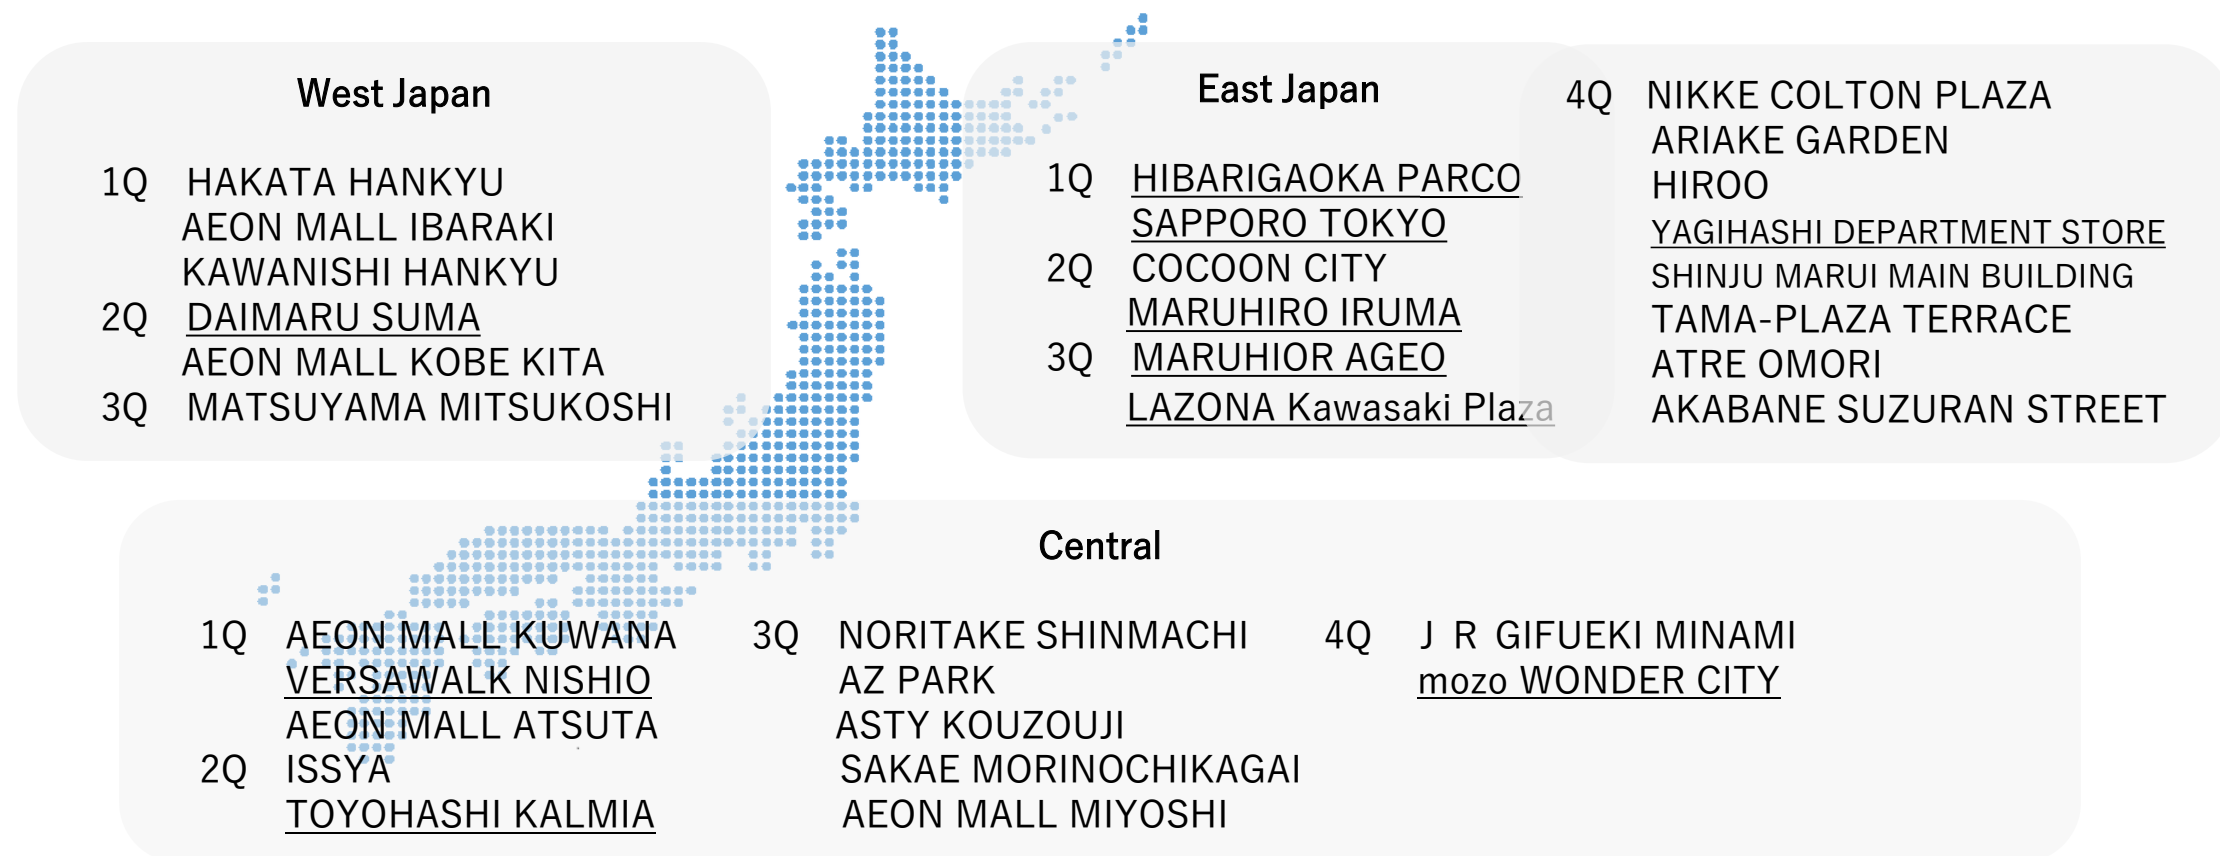 West Japan
1Q HAKATA HANKYU
AEON MALL IBARAKI
KAWANISHI HANKYU
2Q DAIMARU SUMA
AEON MALL KOBE KITA
3Q MATSUYAMA MITSUKOSHI
East Japan
1Q HIBARIGAOKA PARCO
SAPPORO TOKYO
2Q COCOON CITY
MARUHIRO IRUMA
3Q MARUHIOR AGEO
LAZONA Kawasaki Plaza
4Q NIKKE COLTON PLAZA
ARIAKE GARDEN
HIROO
YAGIHASHI DEPARTMENT STORE
SHINJU MARUI MAIN BUILDING
TAMA-PLAZA TERRACE
ATRE OMORI
AKABANE SUZURAN STREET
Central
1Q AEON MALL KUWANA
VERSAWALK NISHIO
AEON MALL ATSUTA
2Q ISSYA
TOYOHASHI KALMIA
3Q NORITAKE SHINMACHI
AZ PARK
ASTY KOUZOUJI
SAKAE MORINOCHIKAGAI
AEON MALL MIYOSHI
4Q J R GIFUEKI MINAMI
mozo WONDER CITY